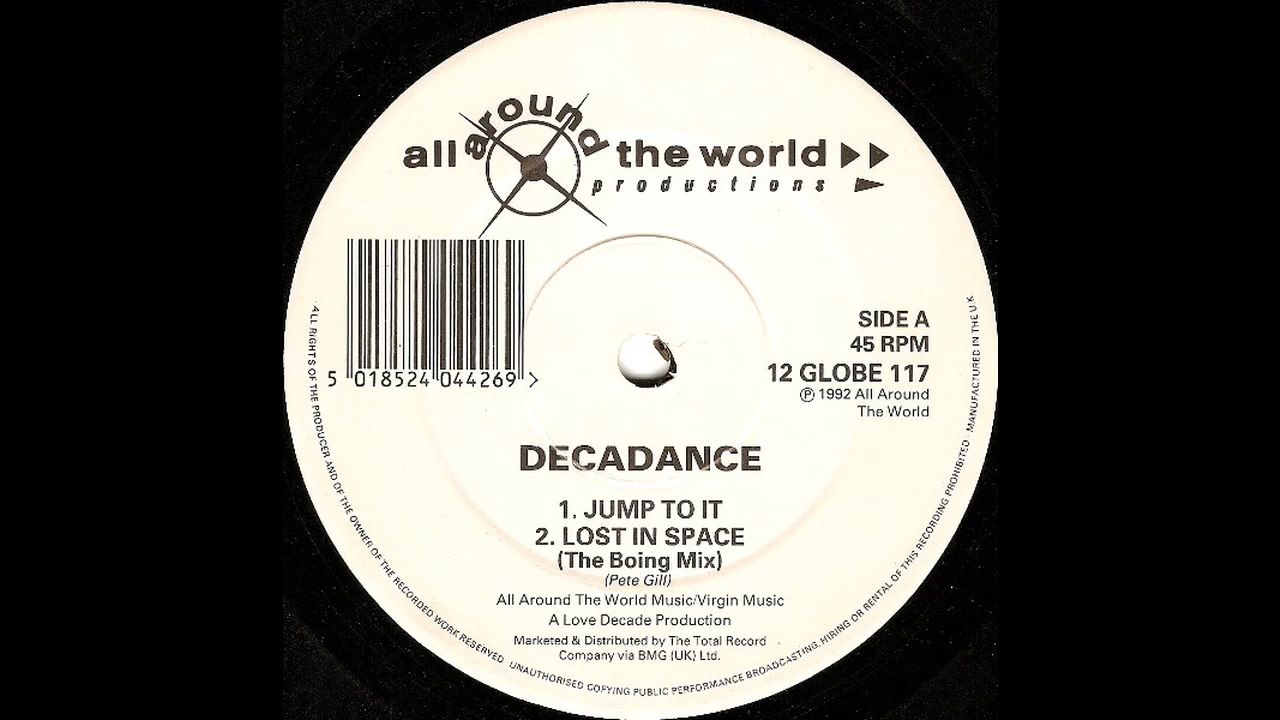 all around the world
productions
SIDE A
45 RPM
12 GLOBE 117
℗ 1992 All Around
The World
5 018524 044269 >
DECADANCE
1. JUMP TO IT
2. LOST IN SPACE
(The Boing Mix)
(Pete Gill)
All Around The World Music/Virgin Music
A Love Decade Production
Marketed & Distributed by The Total Record
Company via BMG (UK) Ltd.
ALL RIGHTS OF THE PRODUCER AND OF THE OWNER OF THE RECORDED WORK RESERVED. UNAUTHORISED COPYING PUBLIC PERFORMANCE BROADCASTING, HIRING OR RENTAL OF THIS RECORDING PROHIBITED. MANUFACTURED IN THE U.K.